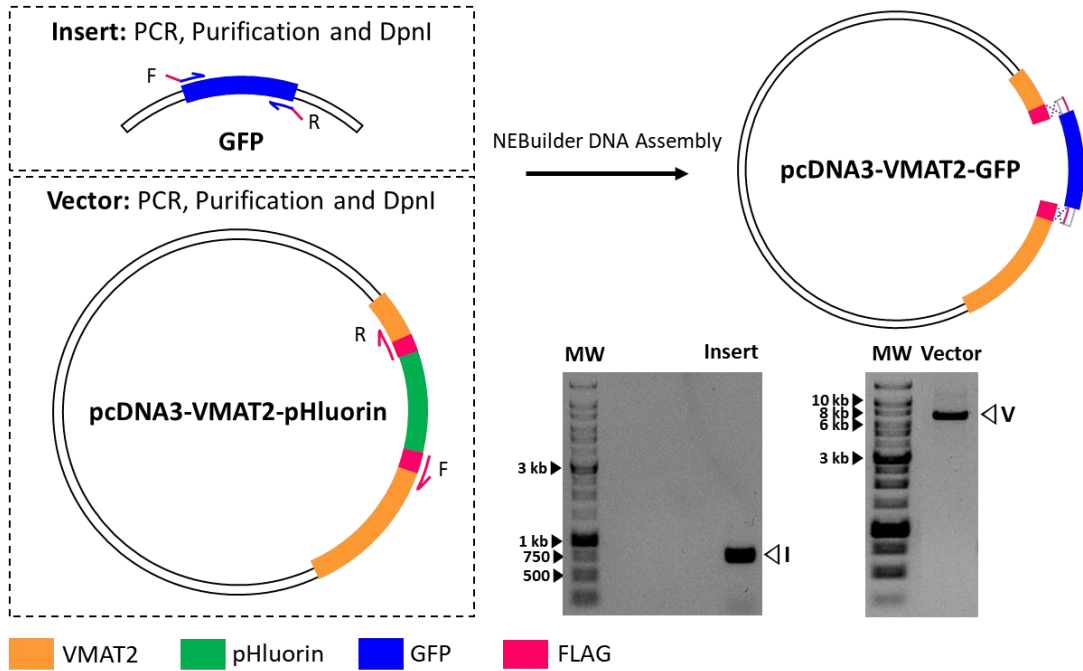 Insert: PCR, Purification and DpnI
F
R
GFP
Vector: PCR, Purification and DpnI
R
pcDNA3-VMAT2-pHluorin
F
NEBuilder DNA Assembly
pcDNA3-VMAT2-GFP
MW Insert
3 kb
1 kb
750
500
I
MW Vector
10 kb
8 kb
6 kb
3 kb
V
VMAT2 pHluorin GFP FLAG